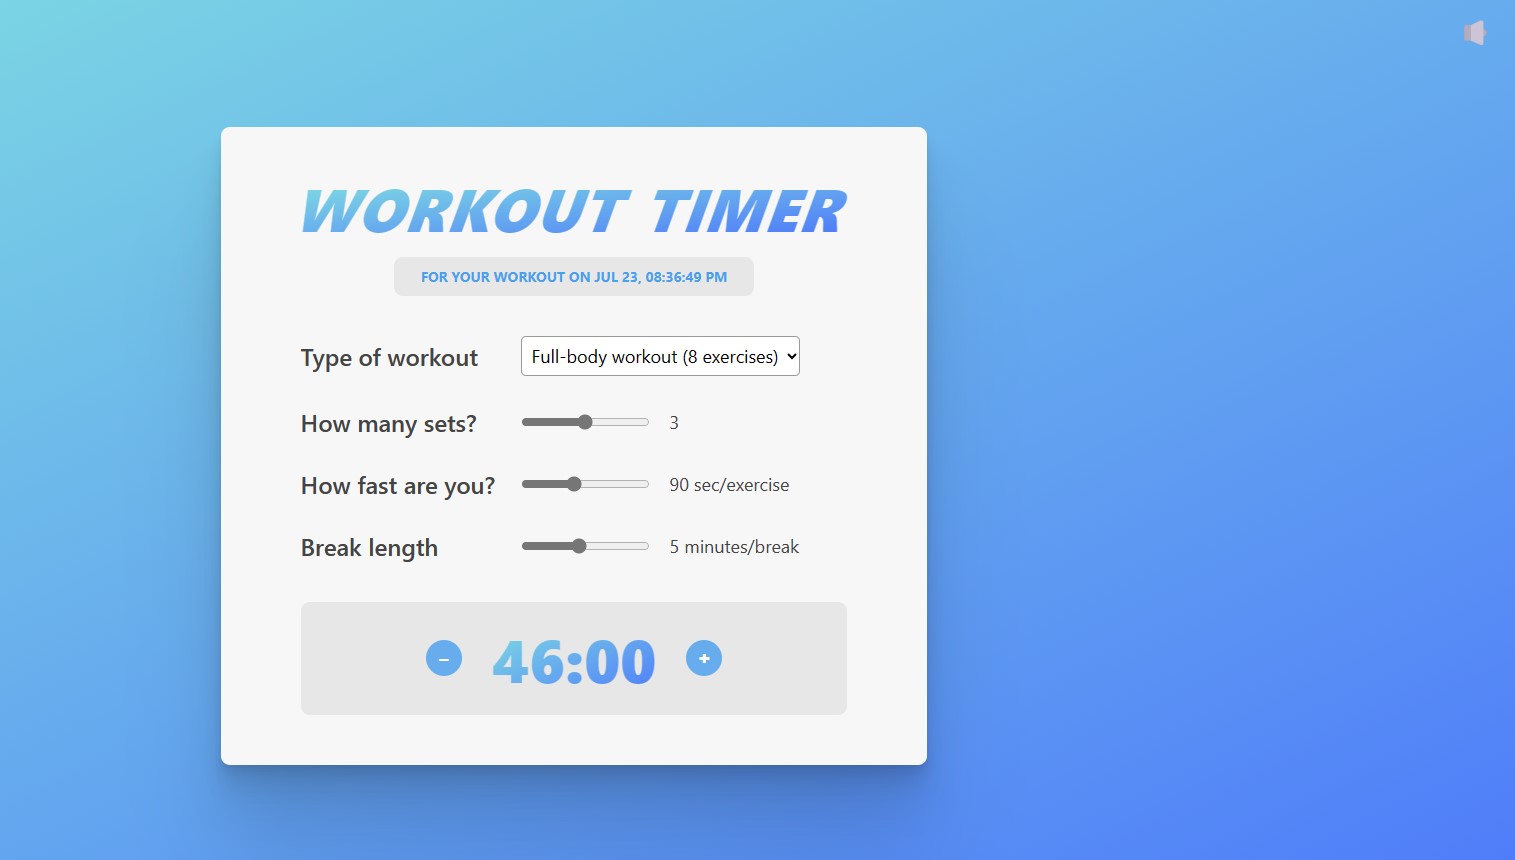 WORKOUT TIMER
FOR YOUR WORKOUT ON JUL 23, 08:36:49 PM
Type of workout
Full-body workout (8 exercises)
How many sets?
3
How fast are you?
90 sec/exercise
Break length
5 minutes/break
– 46:00 +